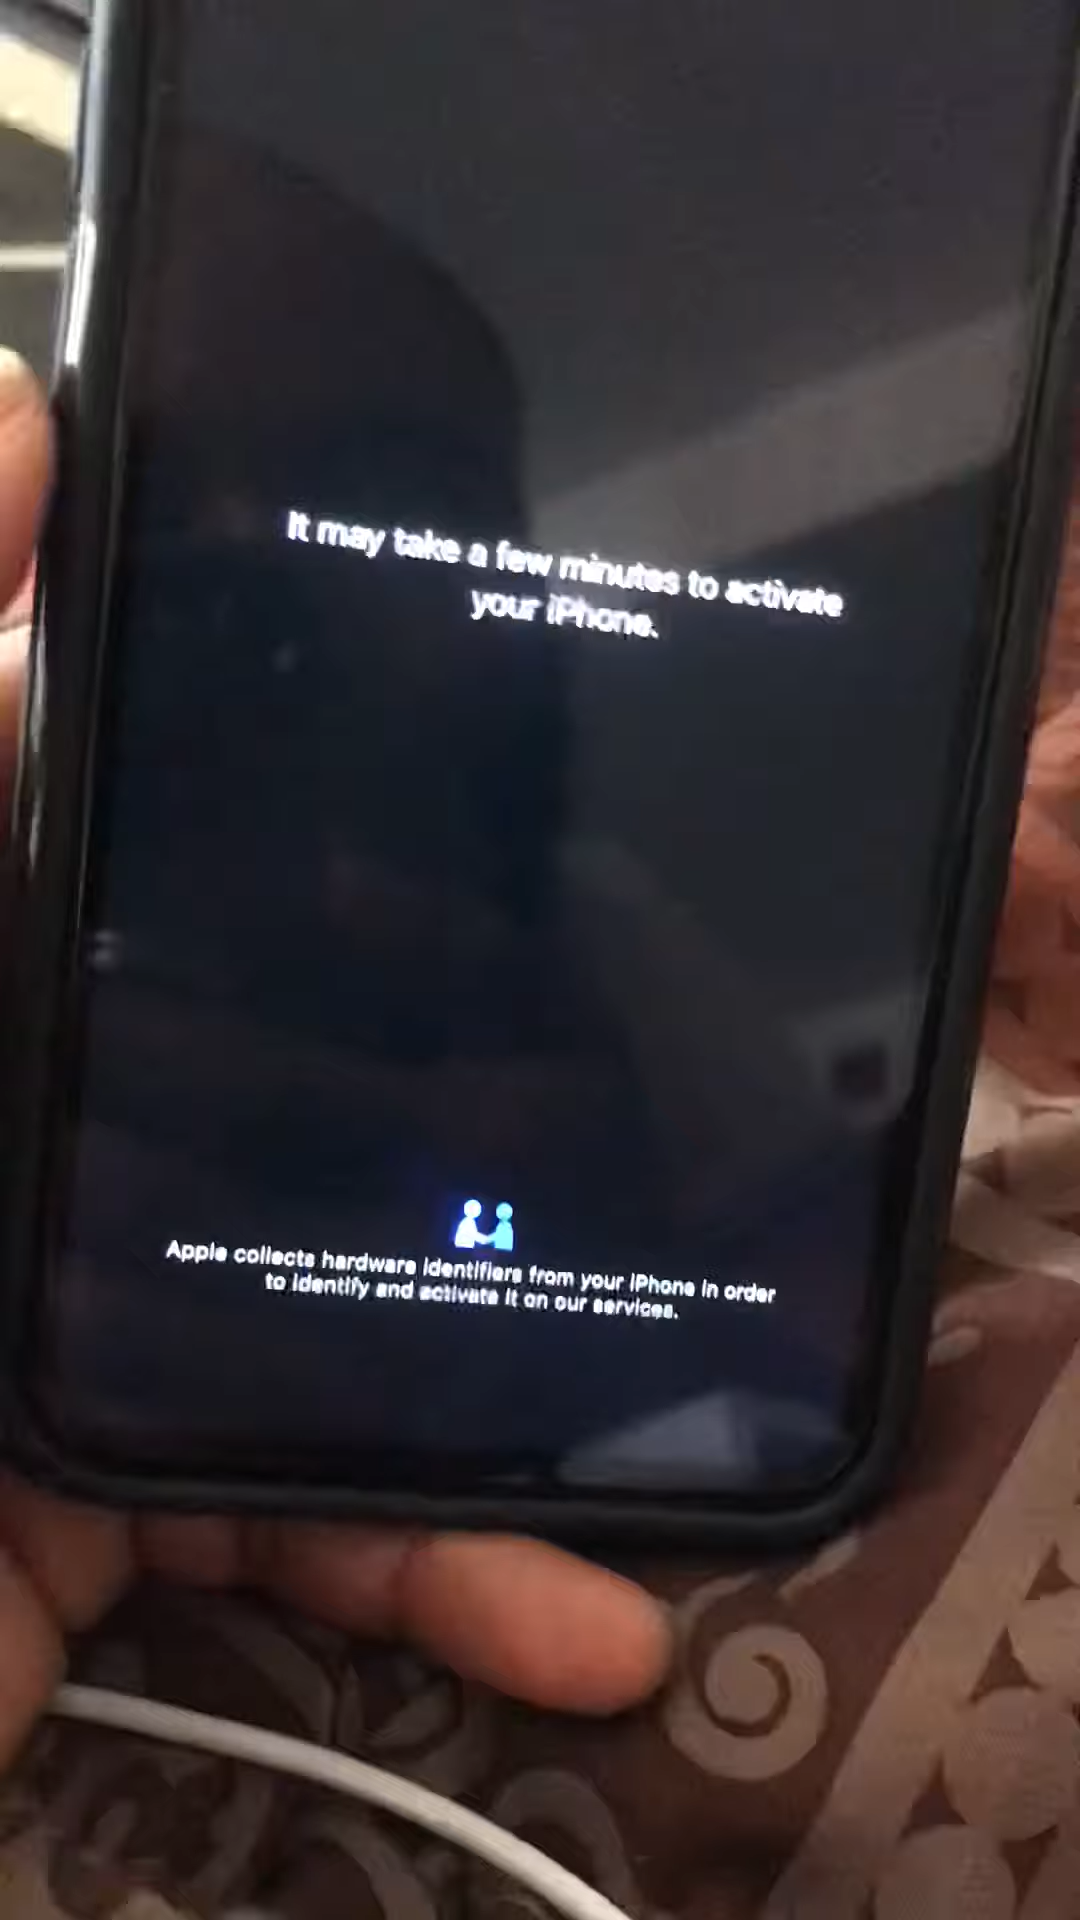 It may take a few minutes to activate
your iPhone.
Apple collects hardware identifiers from your iPhone in order
to identify and activate it on our services.